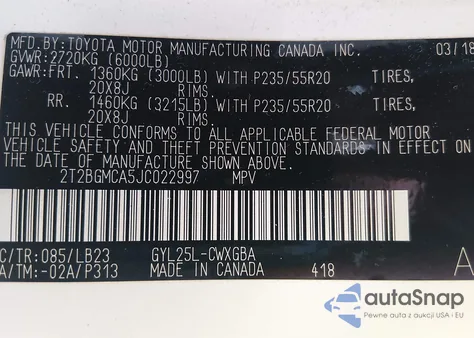 MFD. BY: TOYOTA MOTOR MANUFACTURING CANADA INC. 03/18
GVWR: 2720KG (6000LB)
GAWR: FRT. 1360KG (3000LB) WITH P235/55R20 TIRES,
20X8J RIMS.
RR. 1460KG (3215LB) WITH P235/55R20 TIRES,
20X8J RIMS.
THIS VEHICLE CONFORMS TO ALL APPLICABLE FEDERAL MOTOR
VEHICLE SAFETY AND THEFT PREVENTION STANDARDS IN EFFECT ON
THE DATE OF MANUFACTURE SHOWN ABOVE.
2T2BGMCA5JC022997 MPV
C/TR: 085/LB23 GYL25L-CWXGBA
A/TM: -02A/P313 MADE IN CANADA 418 A
autoSnap
Pewne auta z USA i EU